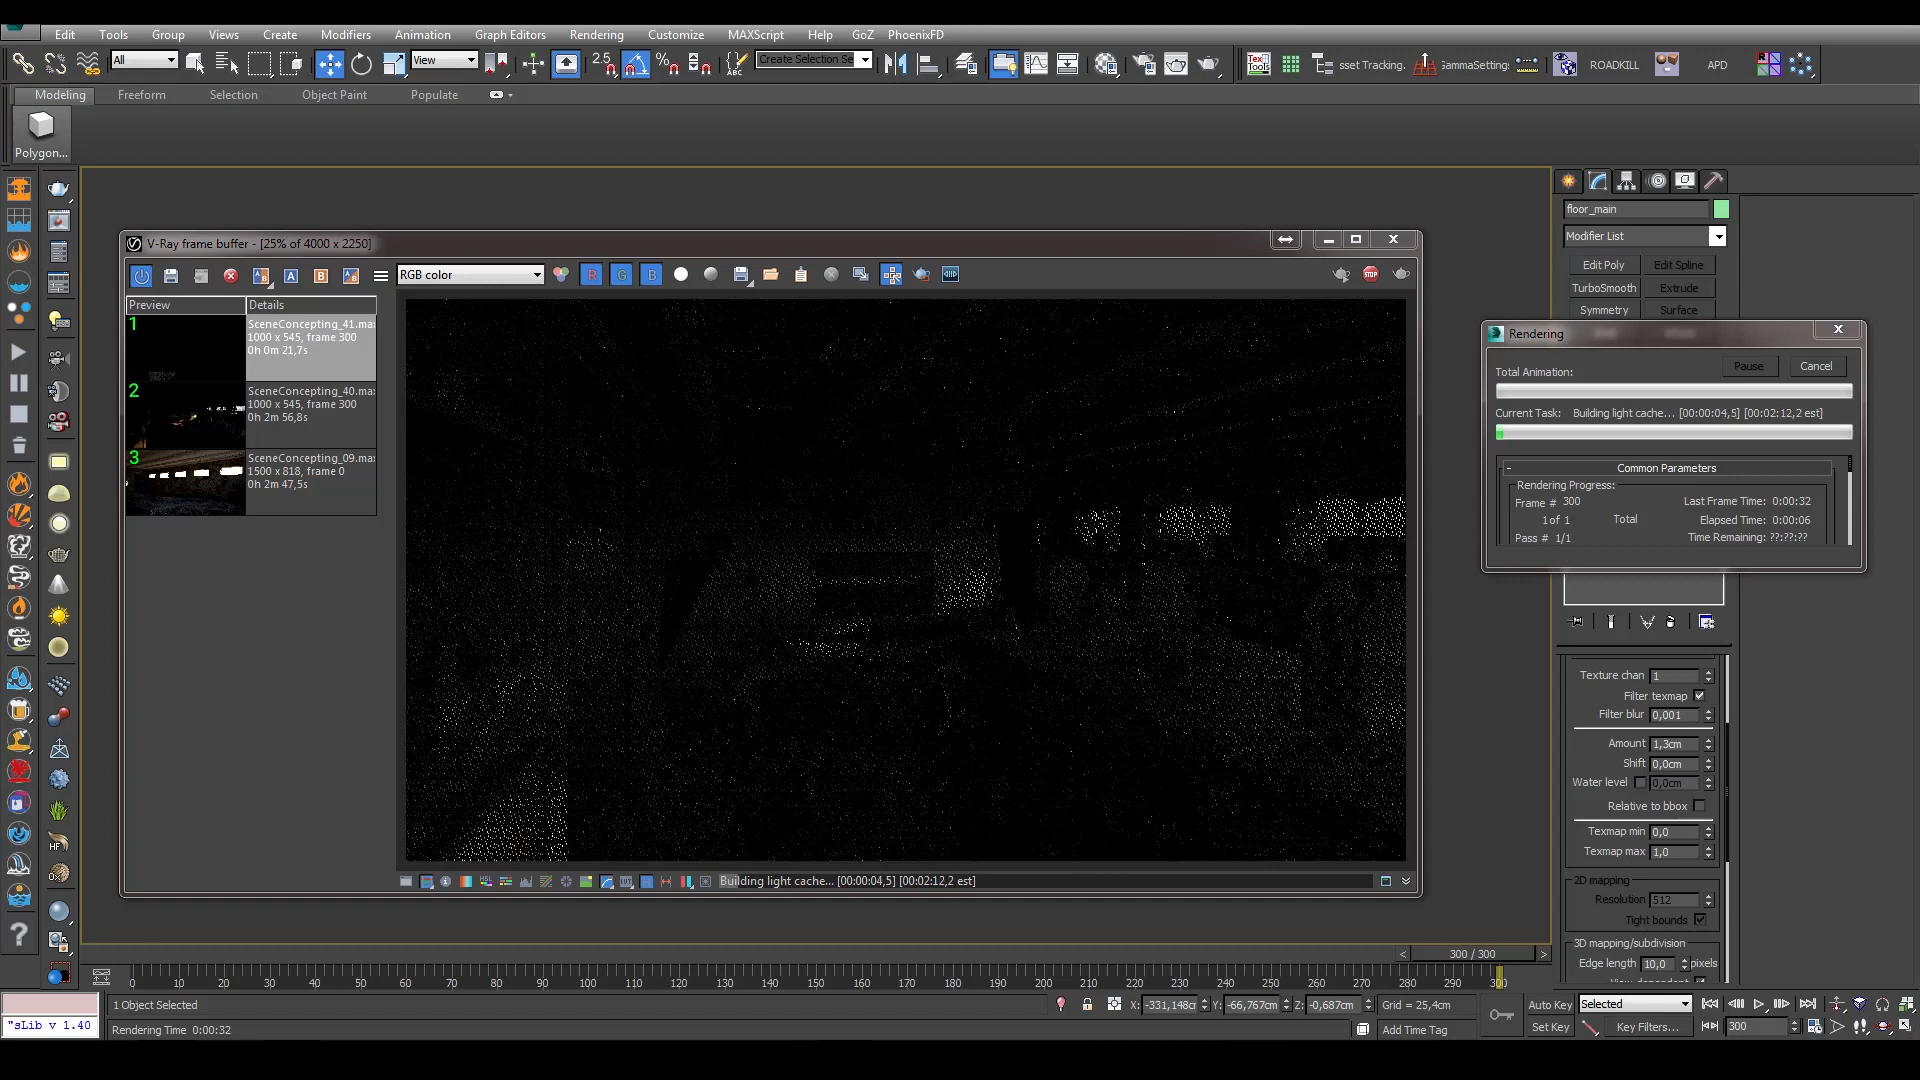 Edit Tools Group Views Create Modifiers Animation Graph Editors Rendering Customize MAXScript Help GoZ PhoenixFD
All View 2.5 Create Selection Se Tex Tools sset Tracking. GammaSetting: ROADKILL APD
Modeling Freeform Selection Object Paint Populate
Polygon...
floor_main
Modifier List
Edit Poly Edit Spline
TurboSmooth Extrude
Symmetry Surface
V-Ray frame buffer - [25% of 4000 x 2250]
RGB color R G B STOP
Preview Details
1 SceneConcepting_41.max
1000 x 545, frame 300
0h 0m 21,7s
2 SceneConcepting_40.max
1000 x 545, frame 300
0h 2m 56,8s
3 SceneConcepting_09.max
1500 x 818, frame 0
0h 2m 47,5s
Building light cache... [00:00:04,5] [00:02:12,2 est]
Rendering
Total Animation: Pause Cancel
Current Task: Building light cache... [00:00:04,5] [00:02:12,2 est]
- Common Parameters
Rendering Progress:
Frame # 300 Last Frame Time: 0:00:32
1 of 1 Total Elapsed Time: 0:00:06
Pass # 1/1 Time Remaining: ??:??:??
Texture chan 1
Filter texmap
Filter blur 0,001
Amount 1,3cm
Shift 0,0cm
Water level 0,0cm
Relative to bbox
Texmap min 0,0
Texmap max 1,0
2D mapping
Resolution 512
Tight bounds
3D mapping/subdivision
Edge length 10,0 pixels
HF
< 300 / 300 >
0 10 20 30 40 50 60 70 80 90 100 110 120 130 140 150 160 170 180 190 200 210 220 230 240 250 260 270 280 290 300
1 Object Selected X: -331,148cm Y: -66,767cm Z: -0,687cm Grid = 25,4cm Auto Key Selected
"sLib v 1.40 Rendering Time 0:00:32 Add Time Tag Set Key Key Filters... 300